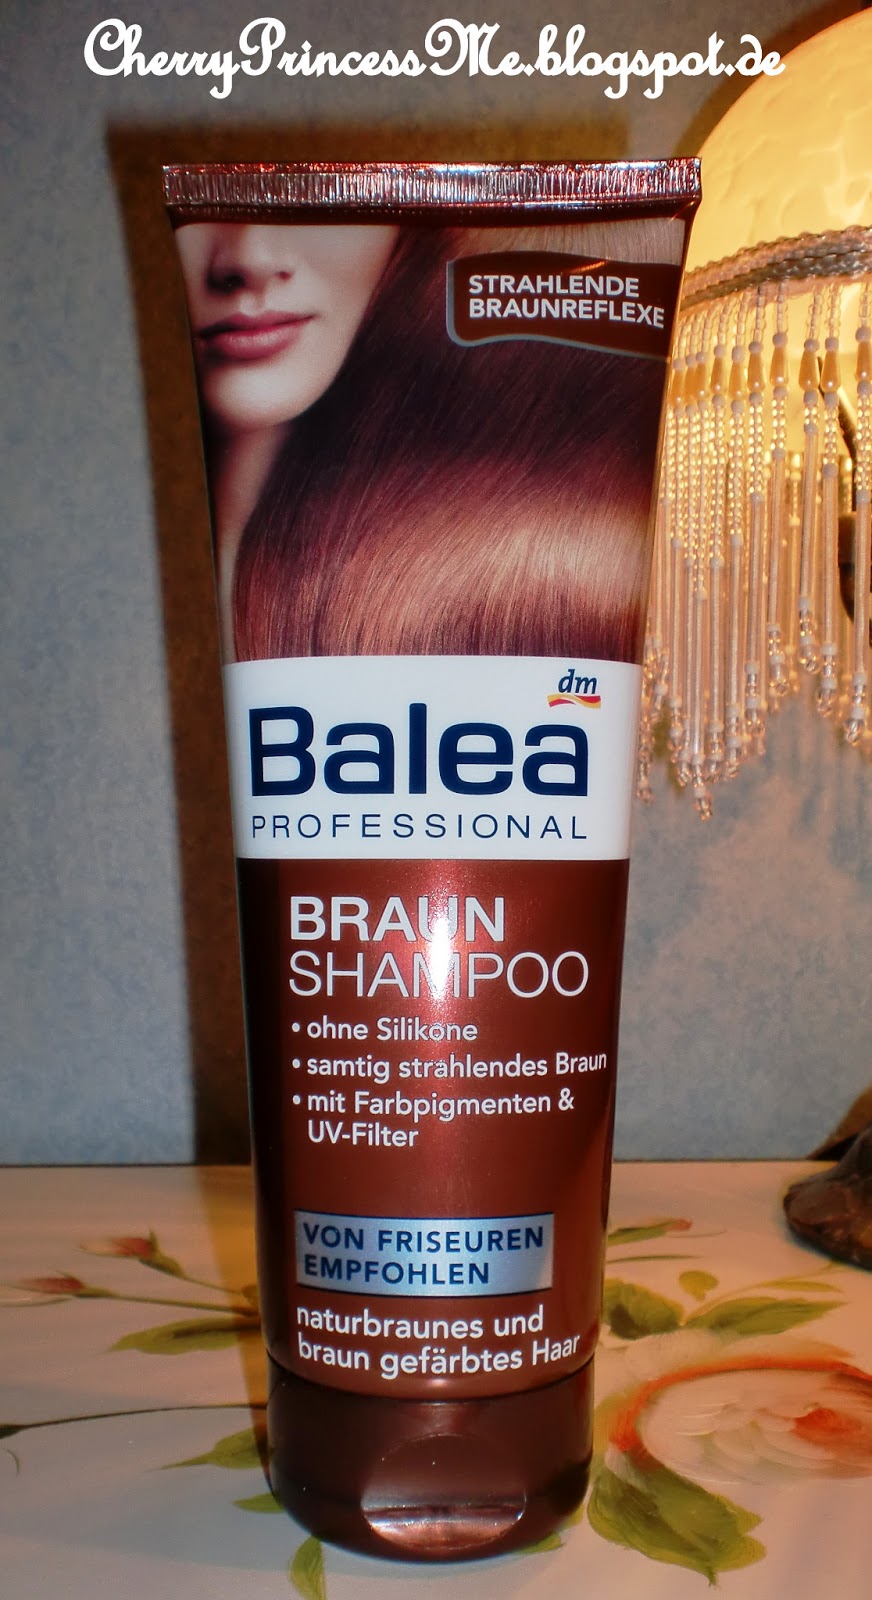 CherryPrincessMe.blogspot.de
STRAHLENDE
BRAUNREFLEXE
dm
Balea
PROFESSIONAL
BRAUN
SHAMPOO
• ohne Silikone
• samtig strahlendes Braun
• mit Farbpigmenten &
UV-Filter
VON FRISEUREN
EMPFOHLEN
naturbraunes und
braun gefärbtes Haar